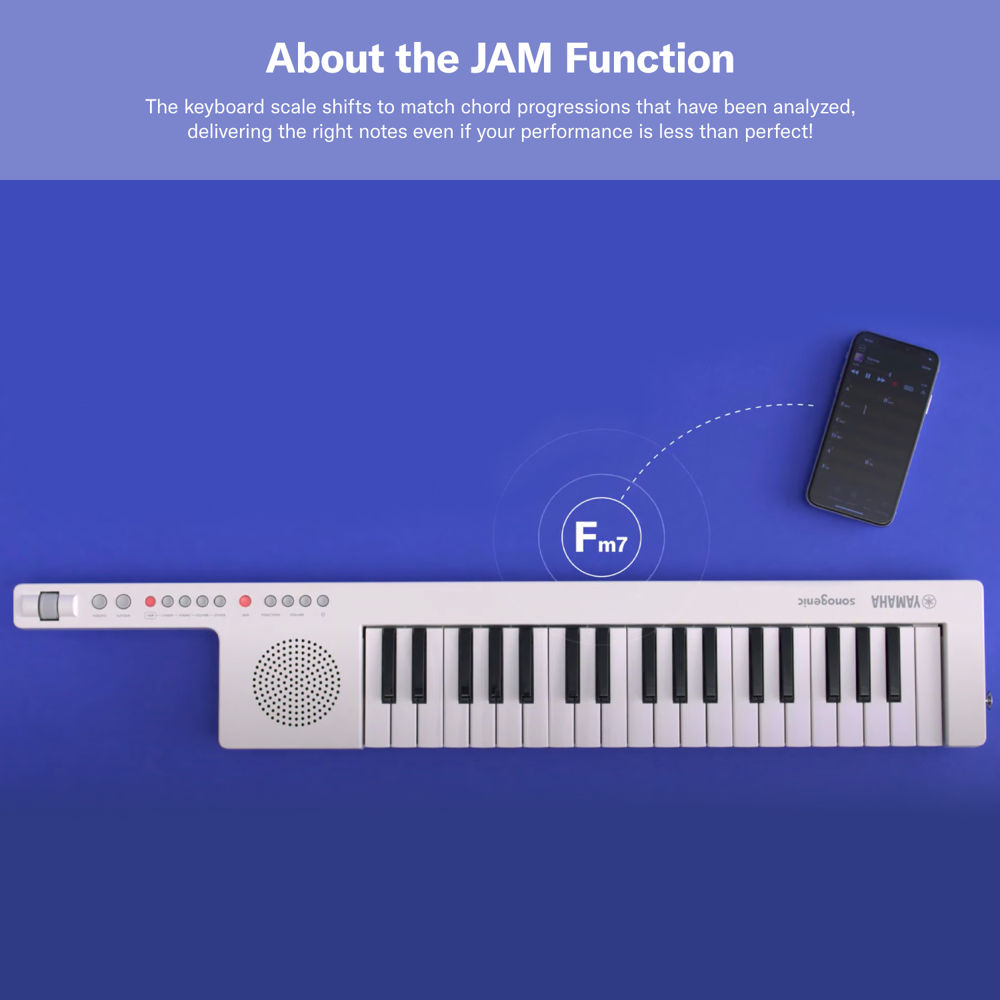 About the JAM Function
The keyboard scale shifts to match chord progressions that have been analyzed,
delivering the right notes even if your performance is less than perfect!
Fm7
sonogenic YAMAHA